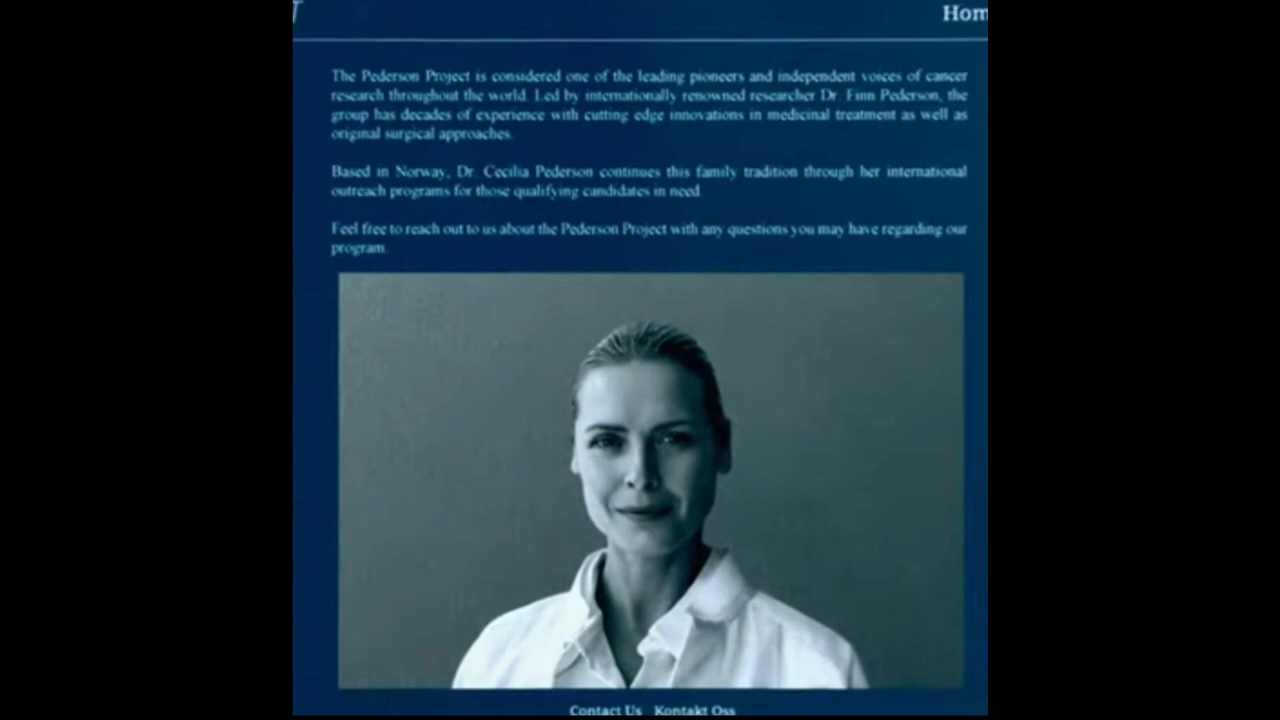 Hom
The Pederson Project is considered one of the leading pioneers and independent voices of cancer
research throughout the world. Led by internationally renowned researcher Dr. Finn Pederson, the
group has decades of experience with cutting edge innovations in medicinal treatment as well as
original surgical approaches.
Based in Norway, Dr. Cecilia Pederson continues this family tradition through her international
outreach programs for those qualifying candidates in need.
Feel free to reach out to us about the Pederson Project with any questions you may have regarding our
program.
Contact Us Kontakt Oss